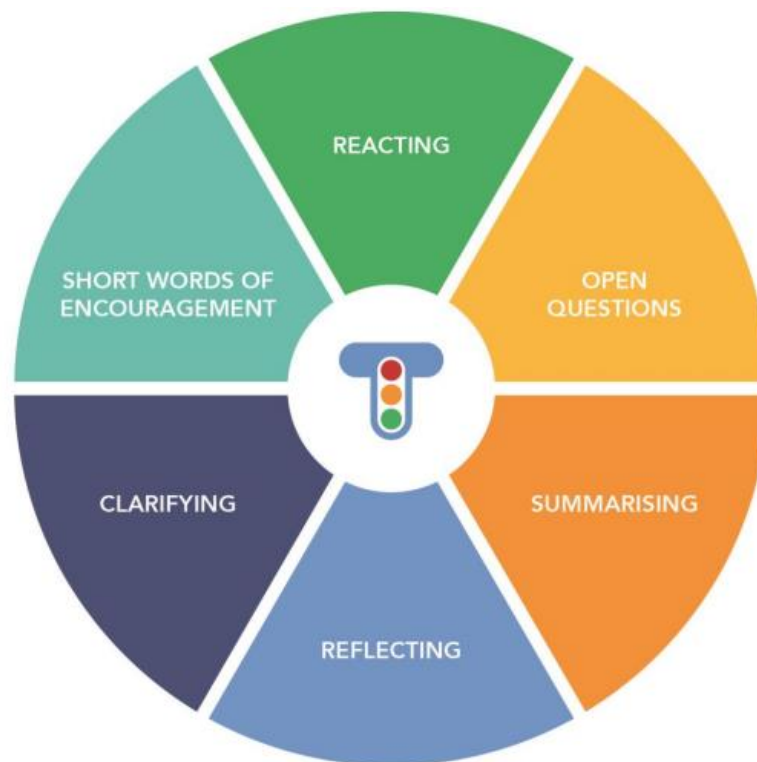 REACTING
OPEN
QUESTIONS
SUMMARISING
REFLECTING
CLARIFYING
SHORT WORDS OF
ENCOURAGEMENT